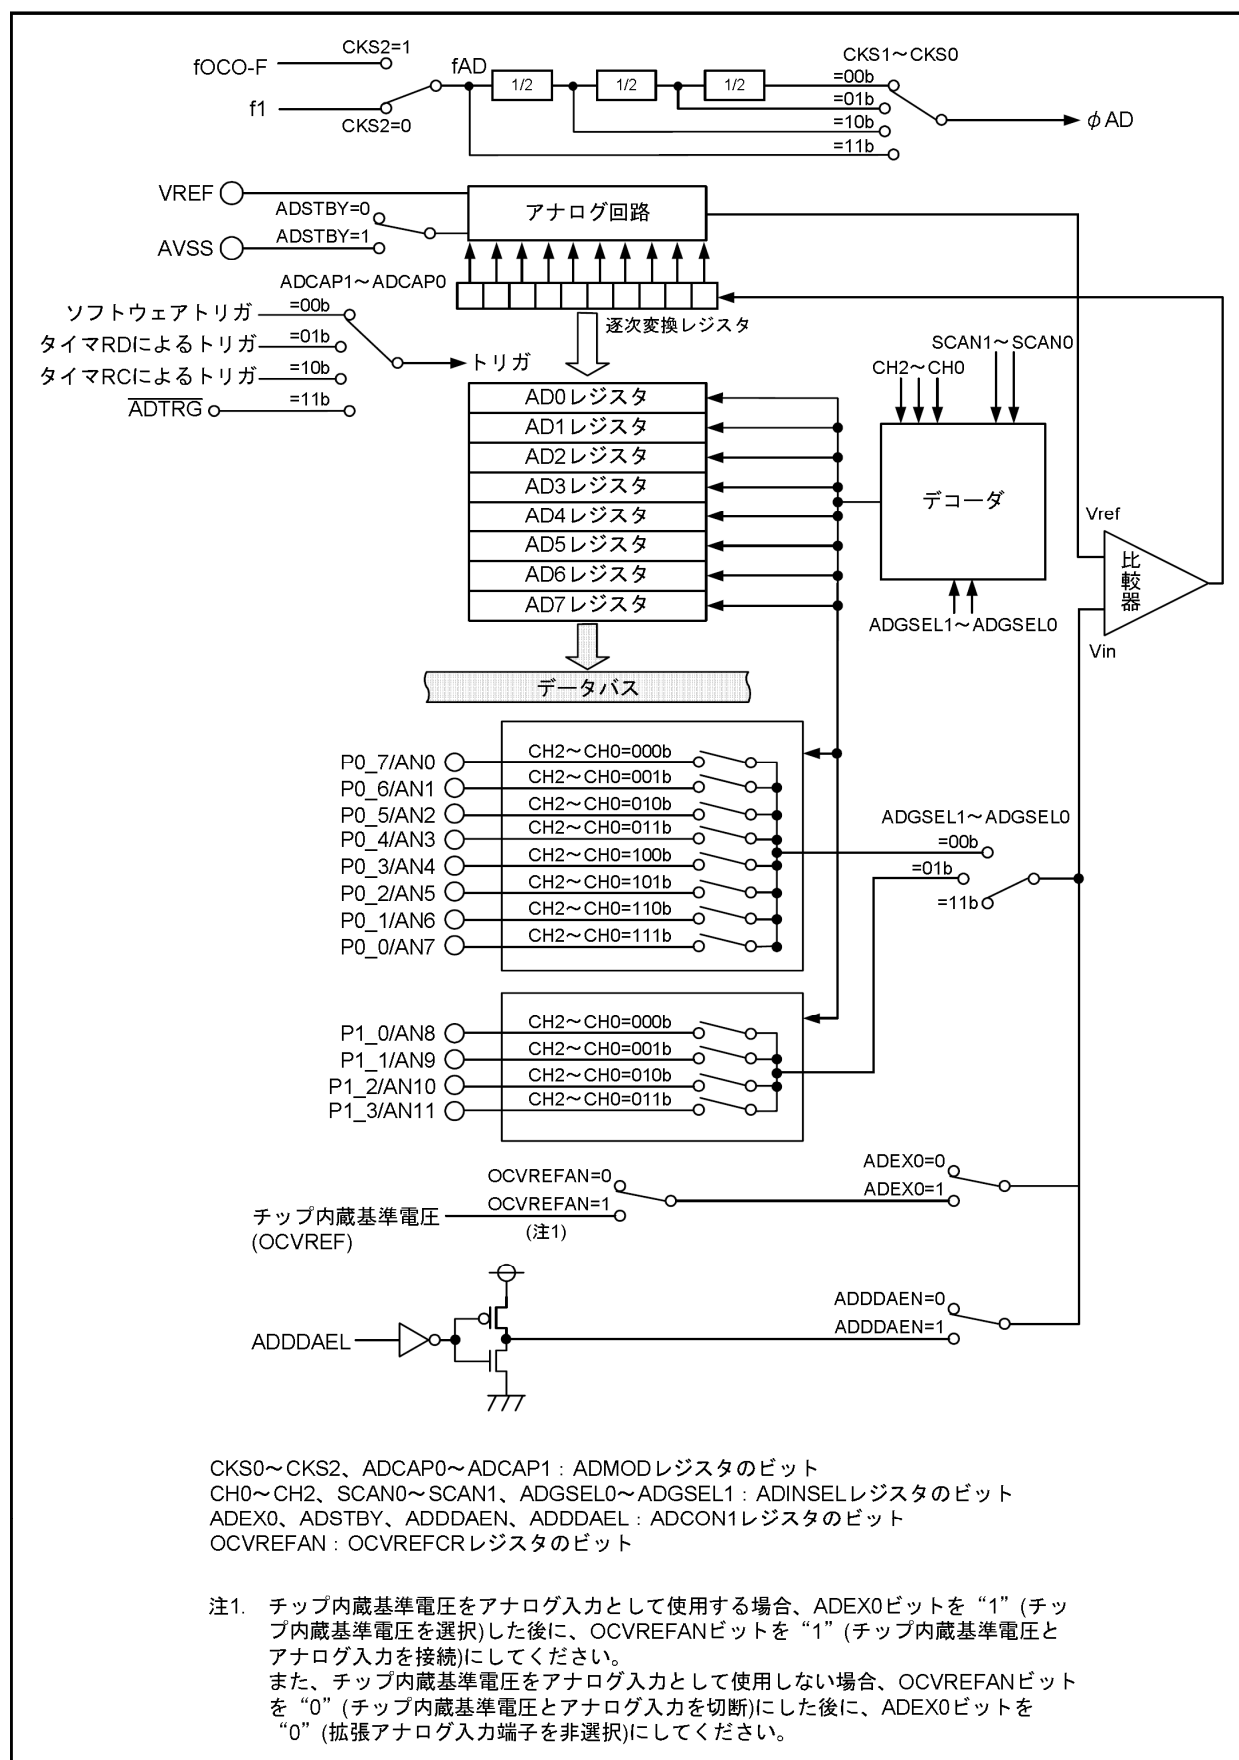 CKS2=1
fOCO-F
fAD
CKS1～CKS0
1/2
1/2
1/2
=00b
=01b
f1
CKS2=0
=10b
φAD
=11b
VREF
ADSTBY=0
アナログ回路
AVSS
ADSTBY=1
ADCAP1～ADCAP0
ソフトウェアトリガ
=00b
逐次変換レジスタ
タイマRDによるトリガ
=01b
トリガ
タイマRCによるトリガ
=10b
ADTRG
=11b
SCAN1～SCAN0
CH2～CH0
AD0レジスタ
AD1レジスタ
AD2レジスタ
AD3レジスタ
AD4レジスタ
AD5レジスタ
AD6レジスタ
AD7レジスタ
デコーダ
Vref
比較器
ADGSEL1～ADGSEL0
Vin
データバス
P0_7/AN0
CH2～CH0=000b
P0_6/AN1
CH2～CH0=001b
P0_5/AN2
CH2～CH0=010b
P0_4/AN3
CH2～CH0=011b
P0_3/AN4
CH2～CH0=100b
P0_2/AN5
CH2～CH0=101b
P0_1/AN6
CH2～CH0=110b
P0_0/AN7
CH2～CH0=111b
ADGSEL1～ADGSEL0
=00b
=01b
=11b
P1_0/AN8
CH2～CH0=000b
P1_1/AN9
CH2～CH0=001b
P1_2/AN10
CH2～CH0=010b
P1_3/AN11
CH2～CH0=011b
OCVREFAN=0
ADEX0=0
OCVREFAN=1
ADEX0=1
チップ内蔵基準電圧
(注1)
(OCVREF)
ADDDAEN=0
ADDDAEN=1
ADDDAEL
CKS0～CKS2、ADCAP0～ADCAP1：ADMODレジスタのビット
CH0～CH2、SCAN0～SCAN1、ADGSEL0～ADGSEL1：ADINSELレジスタのビット
ADEX0、ADSTBY、ADDDAEN、ADDDAEL：ADCON1レジスタのビット
OCVREFAN：OCVREFCRレジスタのビット
注1. チップ内蔵基準電圧をアナログ入力として使用する場合、ADEX0ビットを“1”(チッ
プ内蔵基準電圧を選択)した後に、OCVREFANビットを“1”(チップ内蔵基準電圧と
アナログ入力を接続)にしてください。
また、チップ内蔵基準電圧をアナログ入力として使用しない場合、OCVREFANビット
を“0”(チップ内蔵基準電圧とアナログ入力を切断)にした後に、ADEX0ビットを
“0”(拡張アナログ入力端子を非選択)にしてください。